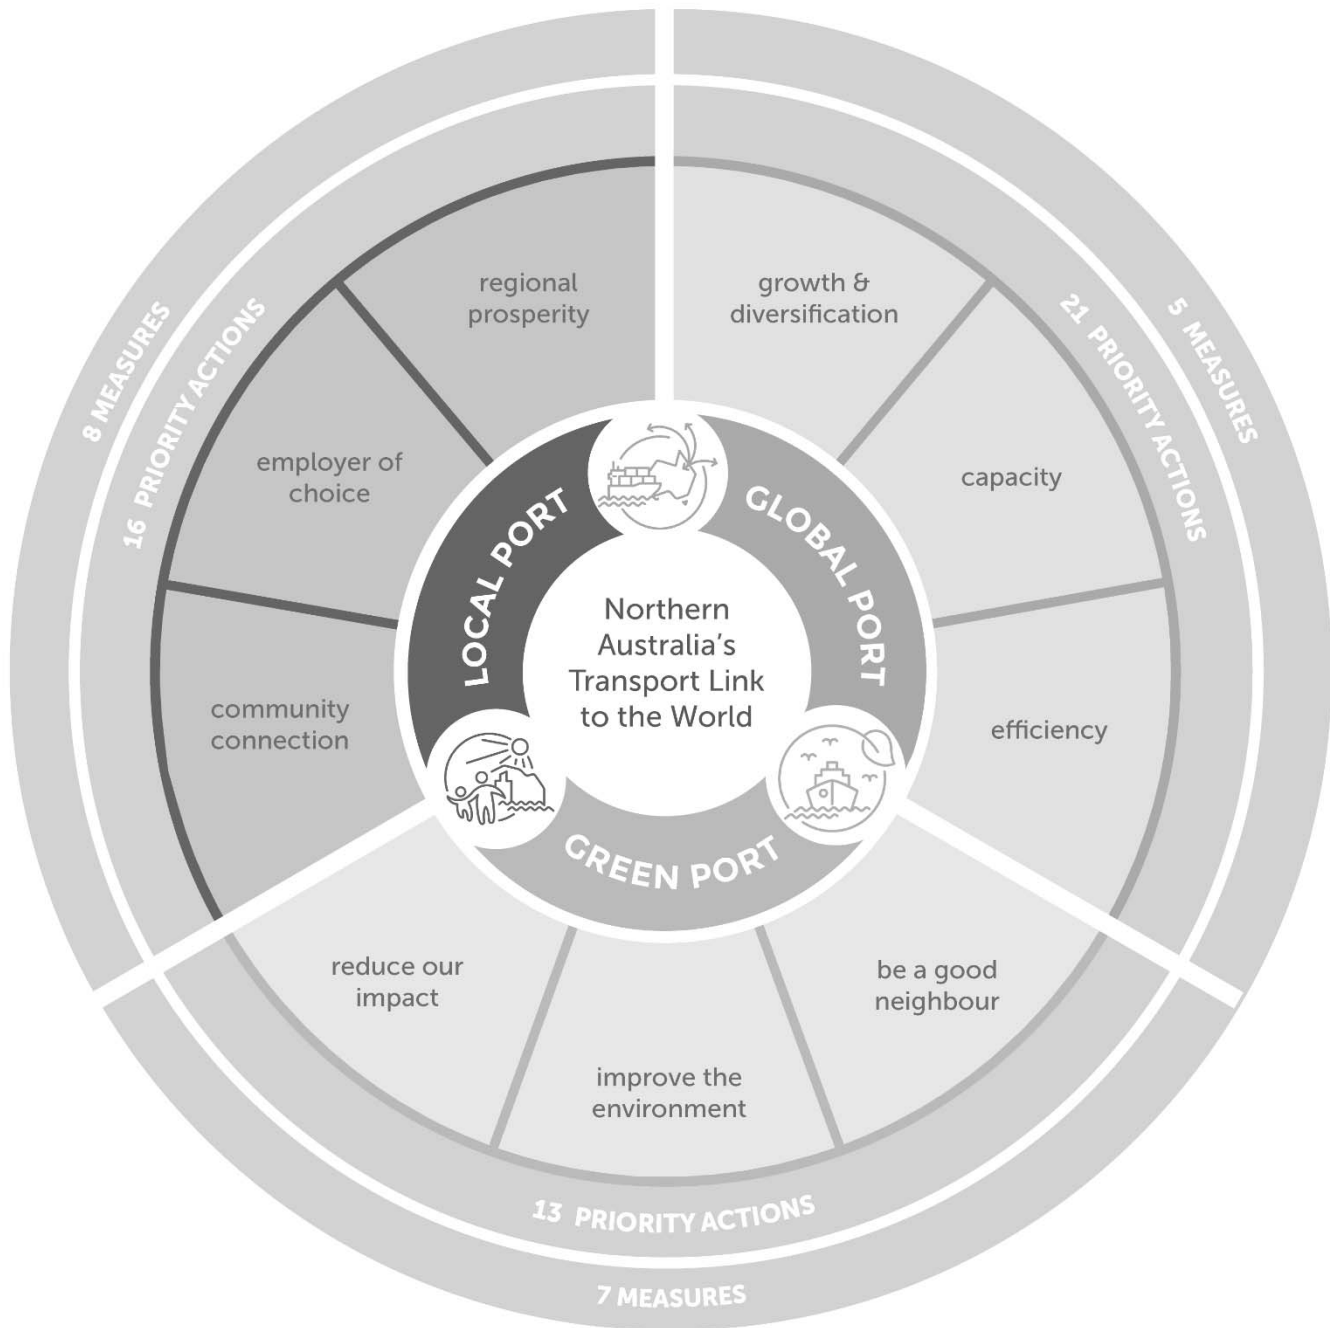 Northern
Australia's
Transport Link
to the World
GLOBAL PORT
growth &
diversification
capacity
efficiency
21 PRIORITY ACTIONS
5 MEASURES
GREEN PORT
be a good
neighbour
improve the
environment
reduce our
impact
13 PRIORITY ACTIONS
7 MEASURES
LOCAL PORT
community
connection
employer of
choice
regional
prosperity
16 PRIORITY ACTIONS
8 MEASURES